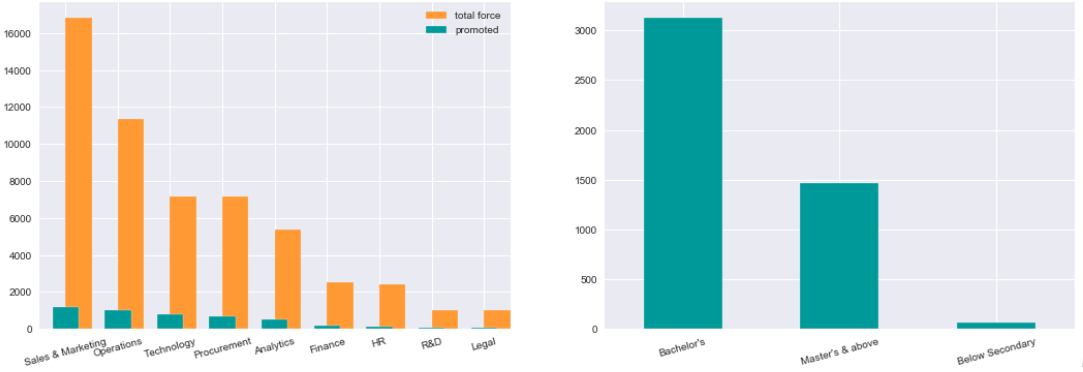 total force
promoted
16000
14000
12000
10000
8000
6000
4000
2000
0
Sales & Marketing
Operations
Technology
Procurement
Analytics
Finance
HR
R&D
Legal
3000
2500
2000
1500
1000
500
0
Bachelor's
Master's & above
Below Secondary